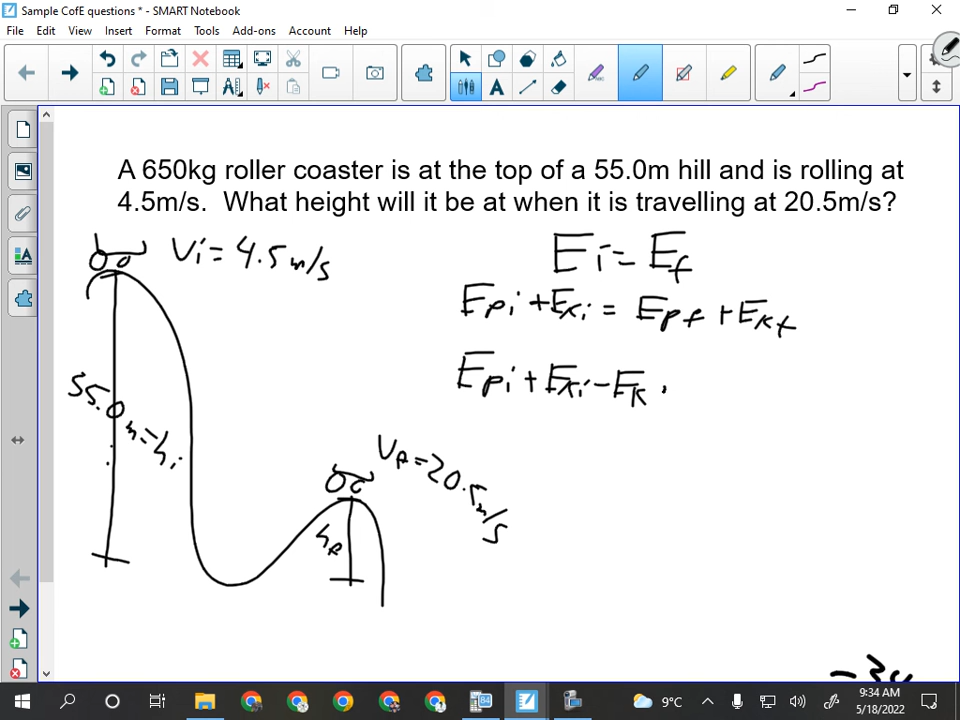 Sample CofE questions * - SMART Notebook
File Edit View Insert Format Tools Add-ons Account Help
A 650kg roller coaster is at the top of a 55.0m hill and is rolling at
4.5m/s. What height will it be at when it is travelling at 20.5m/s?
Vi = 4.5 m/s
Ei = Ef
Epi + Eki = Epf + Ekf
Epi + Eki - Ek
55.0
m = hi
Vf = 20.5 m/s
hf
9°C
9:34 AM
5/18/2022